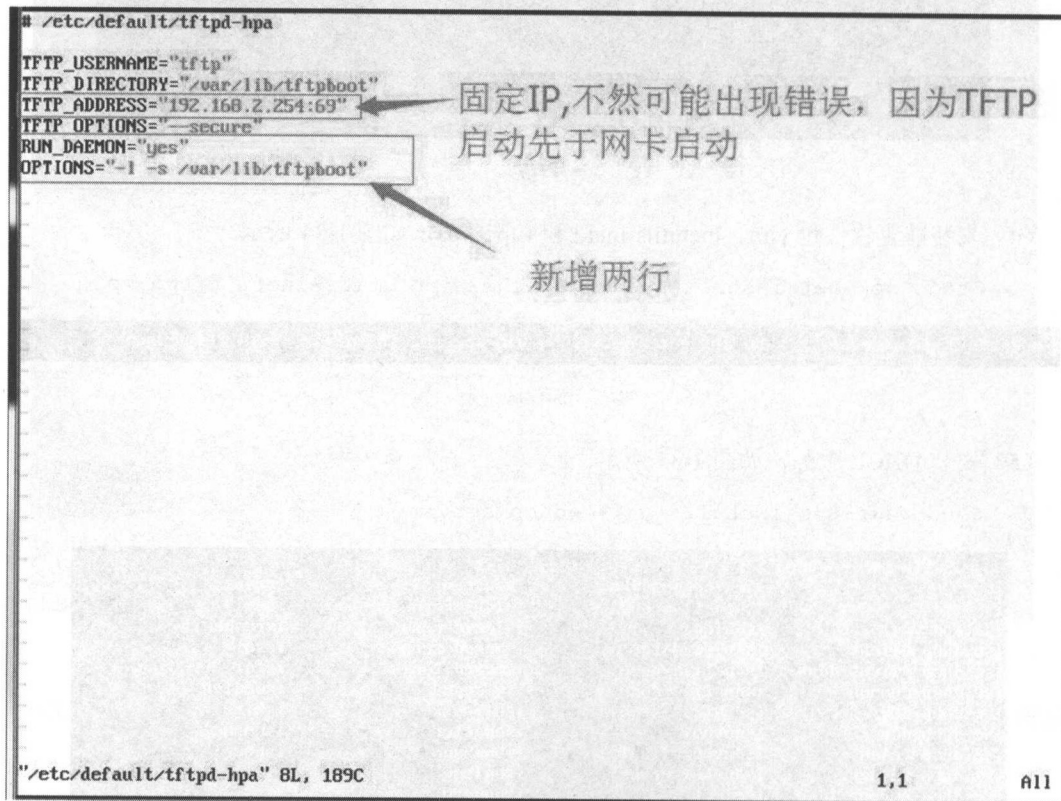 # /etc/default/tftpd-hpa
TFTP_USERNAME="tftp"
TFTP_DIRECTORY="/var/lib/tftpboot"
TFTP_ADDRESS="192.168.2.254:69"
TFTP_OPTIONS="--secure"
RUN_DAEMON="yes"
OPTIONS="-l -s /var/lib/tftpboot"
固定IP,不然可能出现错误，因为TFTP
启动先于网卡启动
新增两行
"/etc/default/tftpd-hpa" 8L, 189C
1,1
All